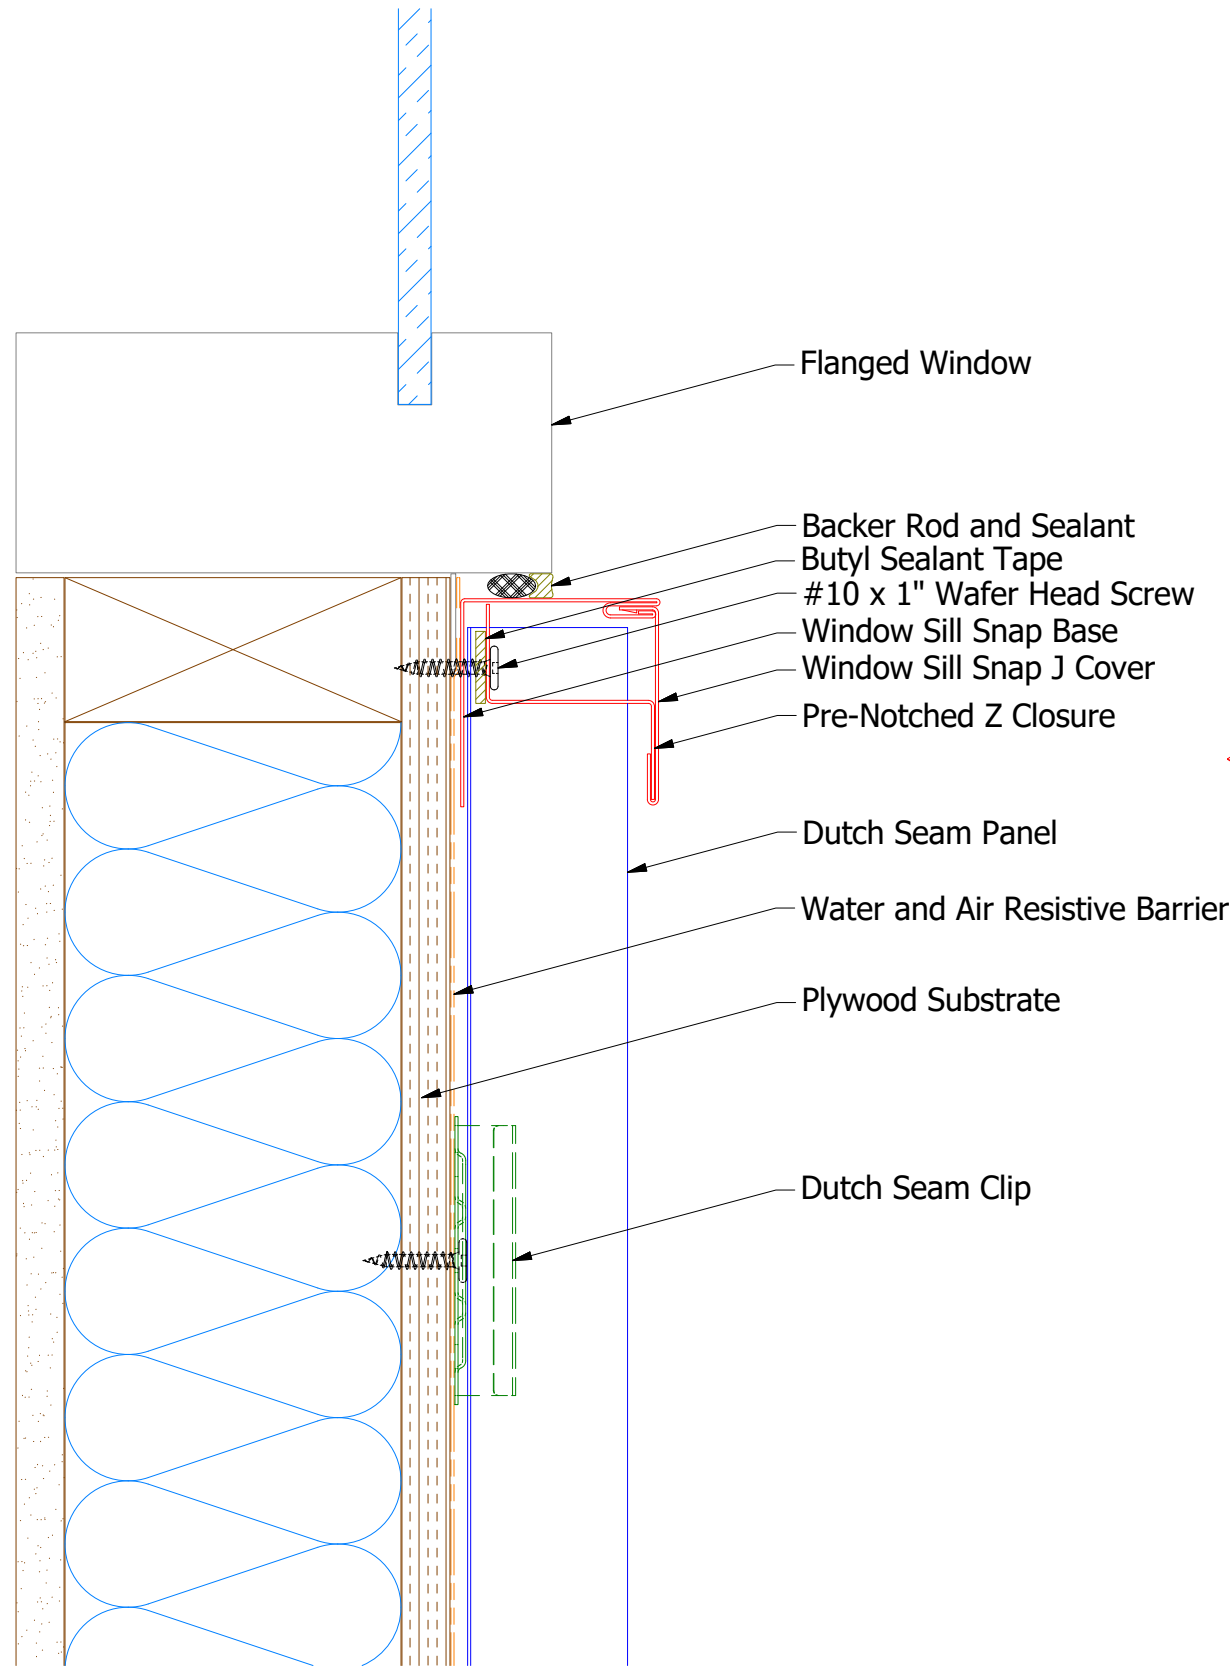 Flanged Window
Backer Rod and Sealant
Butyl Sealant Tape
#10 x 1" Wafer Head Screw
Window Sill Snap Base
Window Sill Snap J Cover
Pre-Notched Z Closure
Dutch Seam Panel
Water and Air Resistive Barrier
Plywood Substrate
Dutch Seam Clip